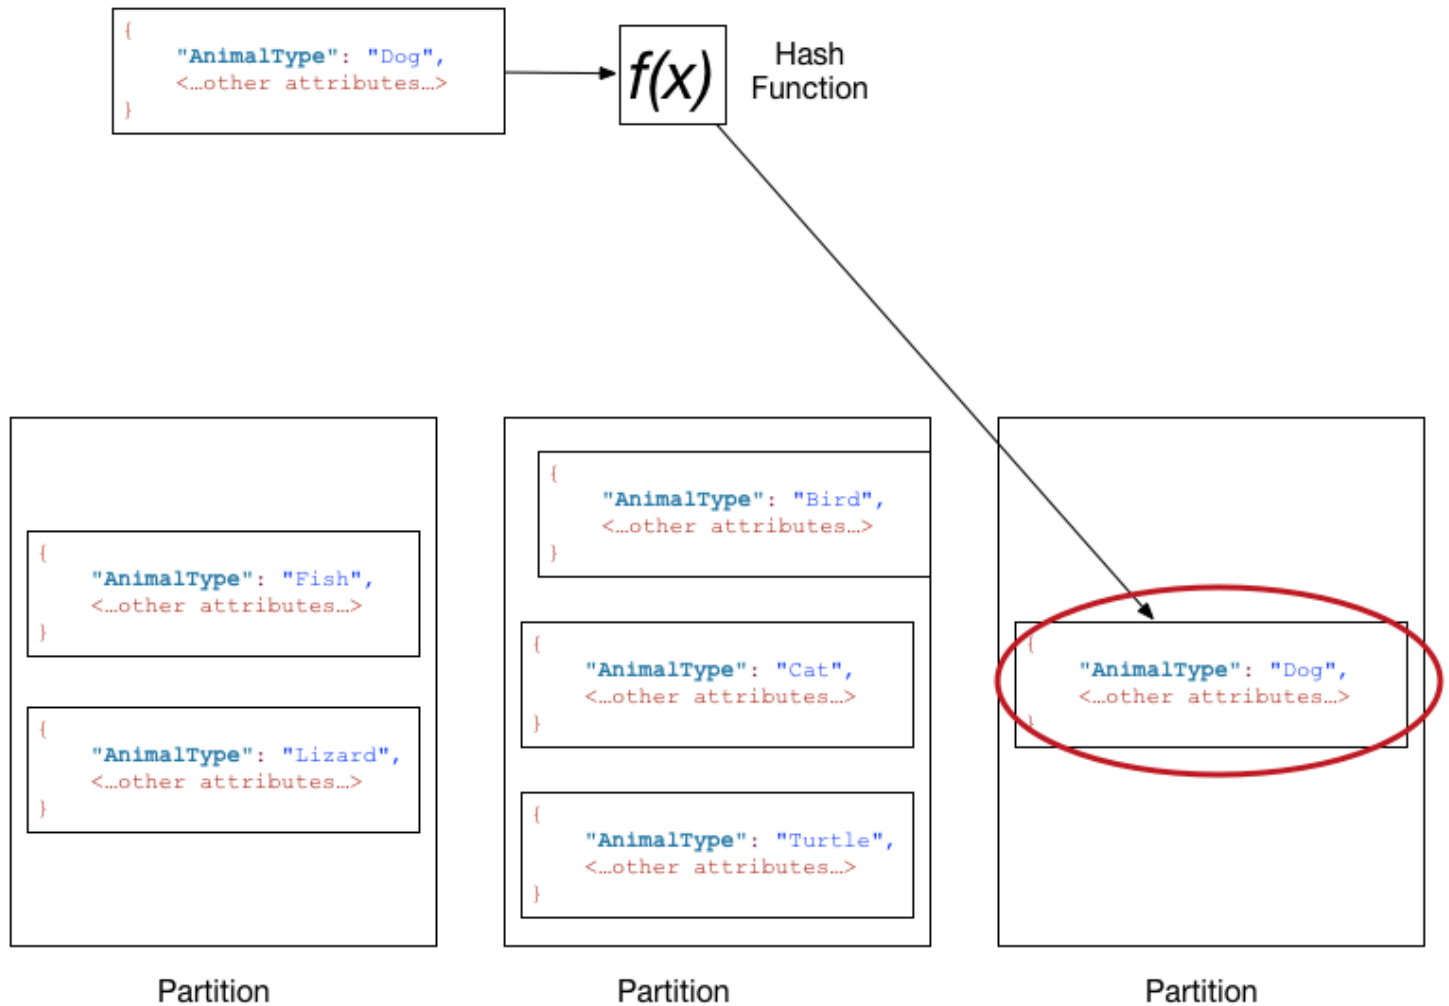 {
"AnimalType": "Dog",
<…other attributes…>
}
f(x)
Hash
Function
{
"AnimalType": "Fish",
<…other attributes…>
}
{
"AnimalType": "Lizard",
<…other attributes…>
}
Partition
{
"AnimalType": "Bird",
<…other attributes…>
}
{
"AnimalType": "Cat",
<…other attributes…>
}
{
"AnimalType": "Turtle",
<…other attributes…>
}
Partition
{
"AnimalType": "Dog",
<…other attributes…>
}
Partition